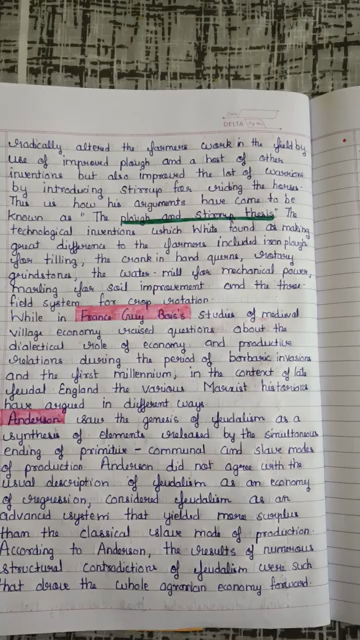 DELTA
radically altered the farmers work in the field by
use of improved plough and a host of other
inventions but also improved the lot of warriors
by introducing stirrup for riding the horse.
This us how his arguments have come to be
known as "The plough and stirrup thesis" The
technological inventions which White found as making
great difference to the farmers included iron plough
for tilling, the crank in hand querns, rotary
grindstones, the water-mill for mechanical power,
marling for soil improvement and the three
field system for crop rotation.
While in France Guy Bois's studies of medieval
village economy raised questions about the
dialectical role of economy and productive
relations during the period of barbaric invasions
and the first millennium, in the context of late
feudal England the various Marxist historians
have argued in different ways.
Anderson saw the genesis of feudalism as a
synthesis of elements released by the simultaneous
ending of primitive-communal and slave modes
of production Anderson did not agree with the
usual description of feudalism as an economy
of regression, considered feudalism as an
advanced system that yielded more surplus
than the classical slave mode of production.
According to Anderson, the results of numerous
structural contradictions of feudalism were such
that drove the whole agrarian economy forward.